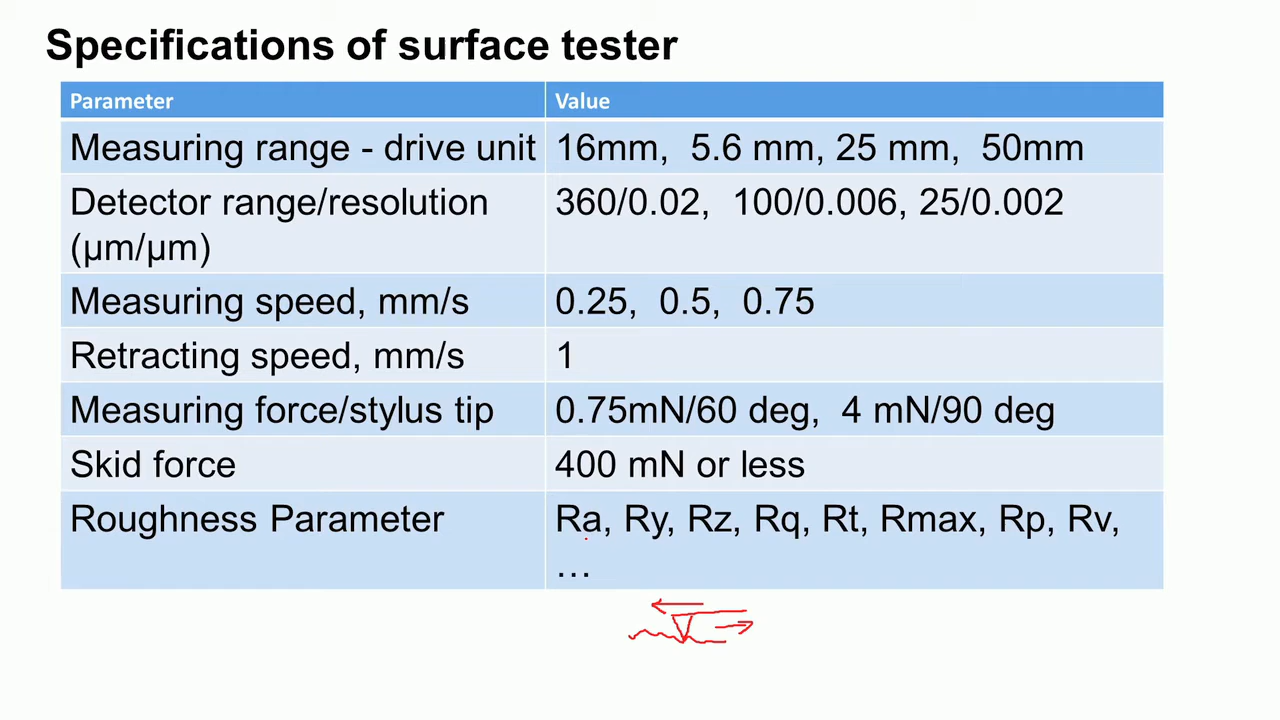 Specifications of surface tester
Parameter Value
Measuring range - drive unit 16mm, 5.6 mm, 25 mm, 50mm
Detector range/resolution 360/0.02, 100/0.006, 25/0.002
(µm/µm)
Measuring speed, mm/s 0.25, 0.5, 0.75
Retracting speed, mm/s 1
Measuring force/stylus tip 0.75mN/60 deg, 4 mN/90 deg
Skid force 400 mN or less
Roughness Parameter Ra, Ry, Rz, Rq, Rt, Rmax, Rp, Rv,
…